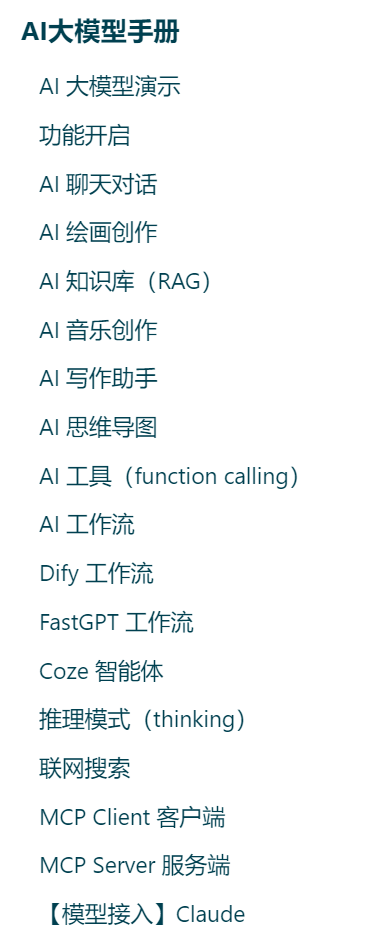 AI大模型手册
AI 大模型演示
功能开启
AI 聊天对话
AI 绘画创作
AI 知识库（RAG）
AI 音乐创作
AI 写作助手
AI 思维导图
AI 工具（function calling）
AI 工作流
Dify 工作流
FastGPT 工作流
Coze 智能体
推理模式（thinking）
联网搜索
MCP Client 客户端
MCP Server 服务端
【模型接入】Claude